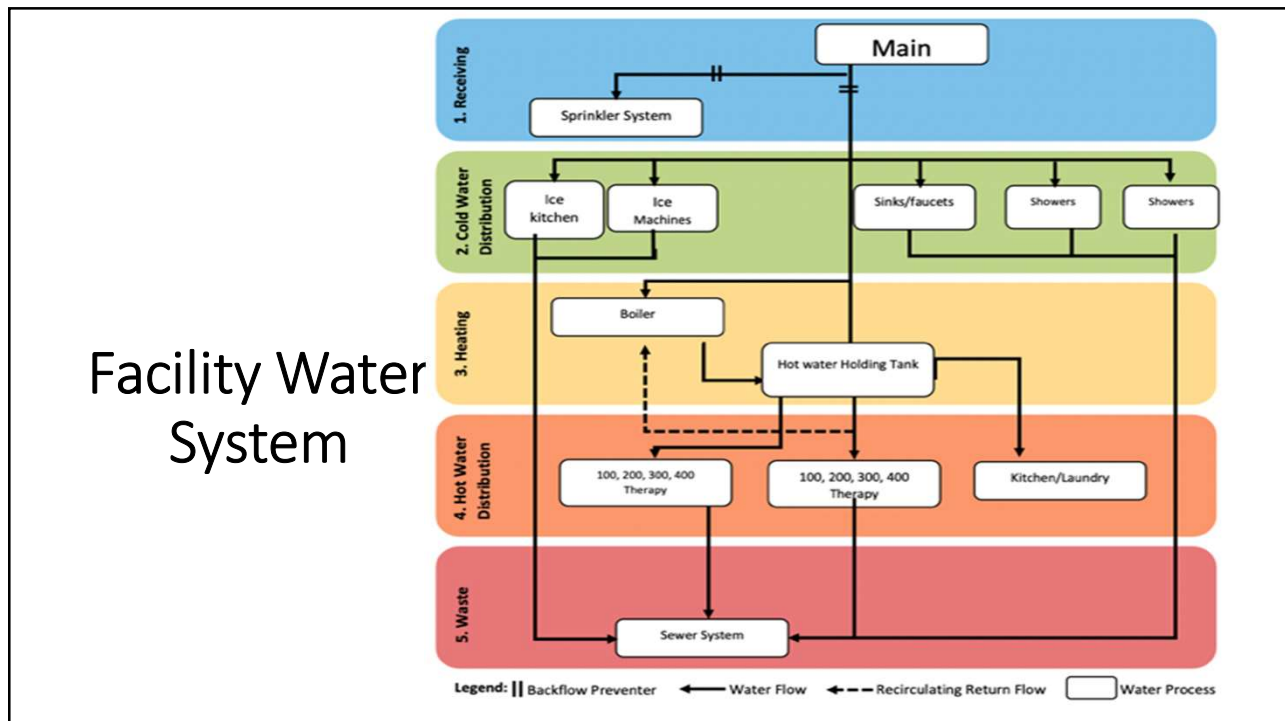 Facility Water
System
1. Receiving
Main
Sprinkler System
2. Cold Water
Distribution
Ice
kitchen
Ice
Machines
Sinks/faucets
Showers
Showers
3. Heating
Boiler
Hot water Holding Tank
4. Hot Water
Distribution
100, 200, 300, 400
Therapy
100, 200, 300, 400
Therapy
Kitchen/Laundry
5. Waste
Sewer System
Legend: Backflow Preventer Water Flow Recirculating Return Flow Water Process